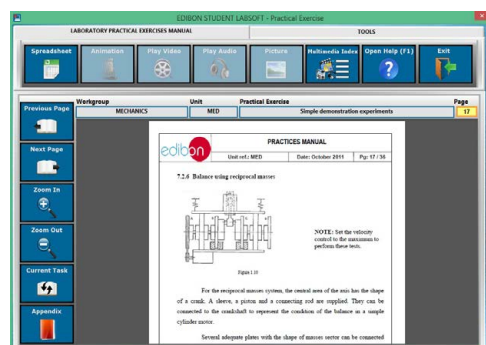 EDIBON STUDENT LABSOFT - Practical Exercise
LABORATORY PRACTICAL EXERCISES MANUAL
TOOLS
Spreadsheet
Animation
Play Video
Play Audio
Picture
Multimedia Index
Open Help (F1)
Exit
Workgroup Unit Practical Exercise Page
MECHANICS MED Simple demonstration experiments 17
Previous Page
Next Page
Zoom In
Zoom Out
Current Task
Appendix
edibon
PRACTICES MANUAL
Unit ref.: MED Date: October 2011 Pg: 17 / 36
7.2.6 Balance using reciprocal masses
NOTE: Set the
velocity
control to the maximum to
perform these tests.
Figure 1.10
For the reciprocal masses system, the central area of the axis has the shape
of a crank. A sleeve, a piston and a connecting rod are supplied. They can be
connected to the crankshaft to represent the condition of the balance in a simple
cylinder motor.
Several adequate plates with the shape of masses sector can be connected